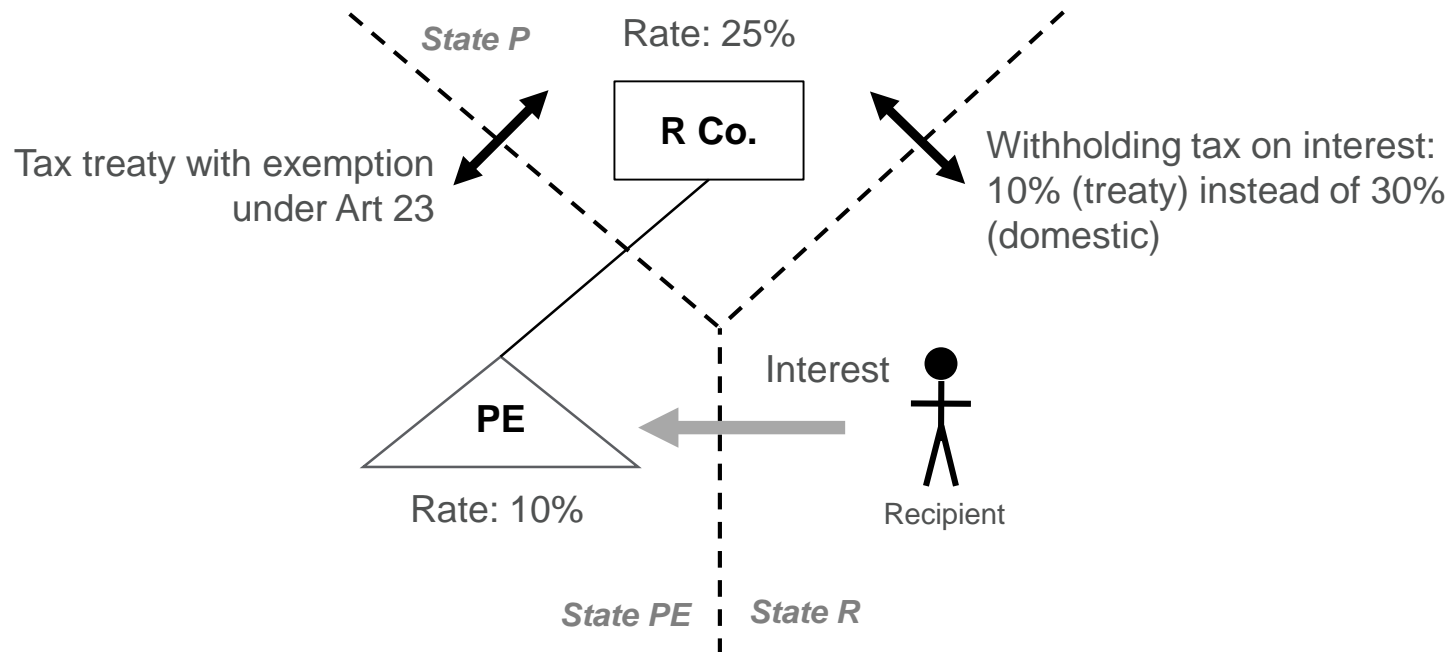 State P
Rate: 25%
R Co.
Tax treaty with exemption
under Art 23
Withholding tax on interest:
10% (treaty) instead of 30%
(domestic)
Interest
PE
Rate: 10%
Recipient
State PE
State R